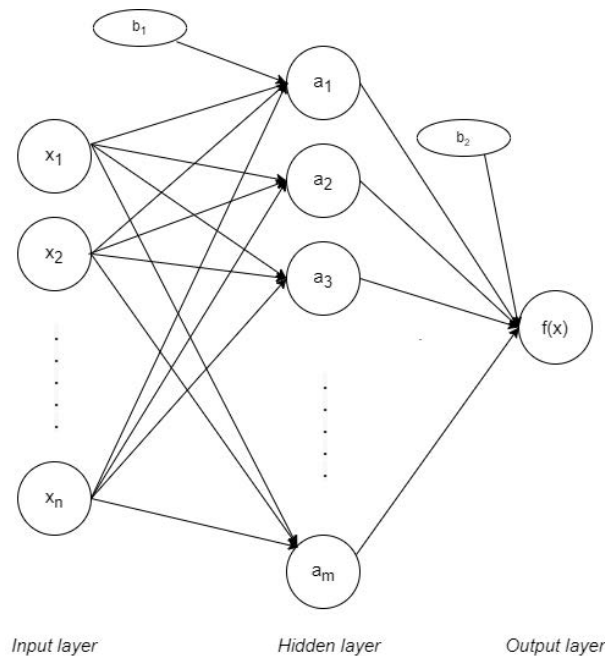 b₁
a₁
b₂
x₁
a₂
x₂
a₃
f(x)
xₙ
aₘ
Input layer
Hidden layer
Output layer